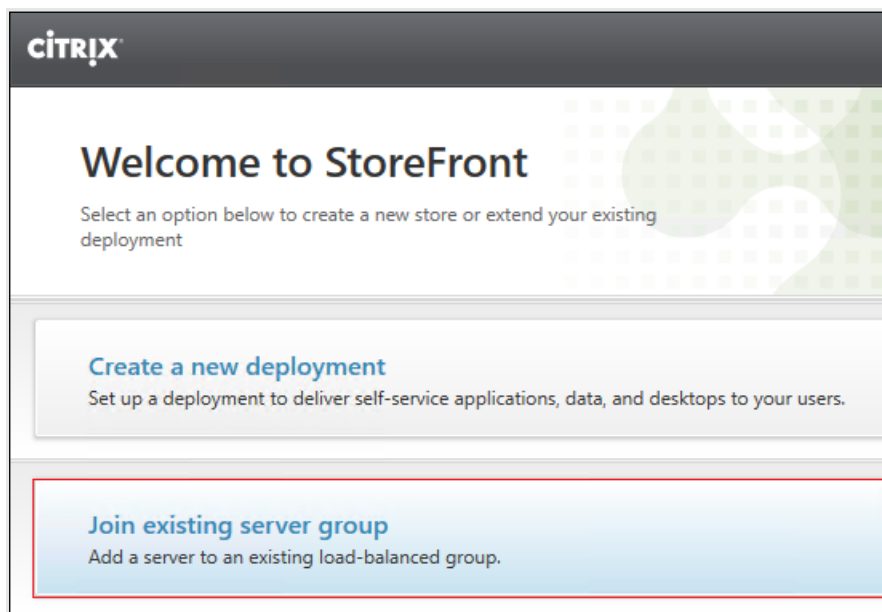 CİTRIX
Welcome to StoreFront
Select an option below to create a new store or extend your existing
deployment
Create a new deployment
Set up a deployment to deliver self-service applications, data, and desktops to your users.
Join existing server group
Add a server to an existing load-balanced group.